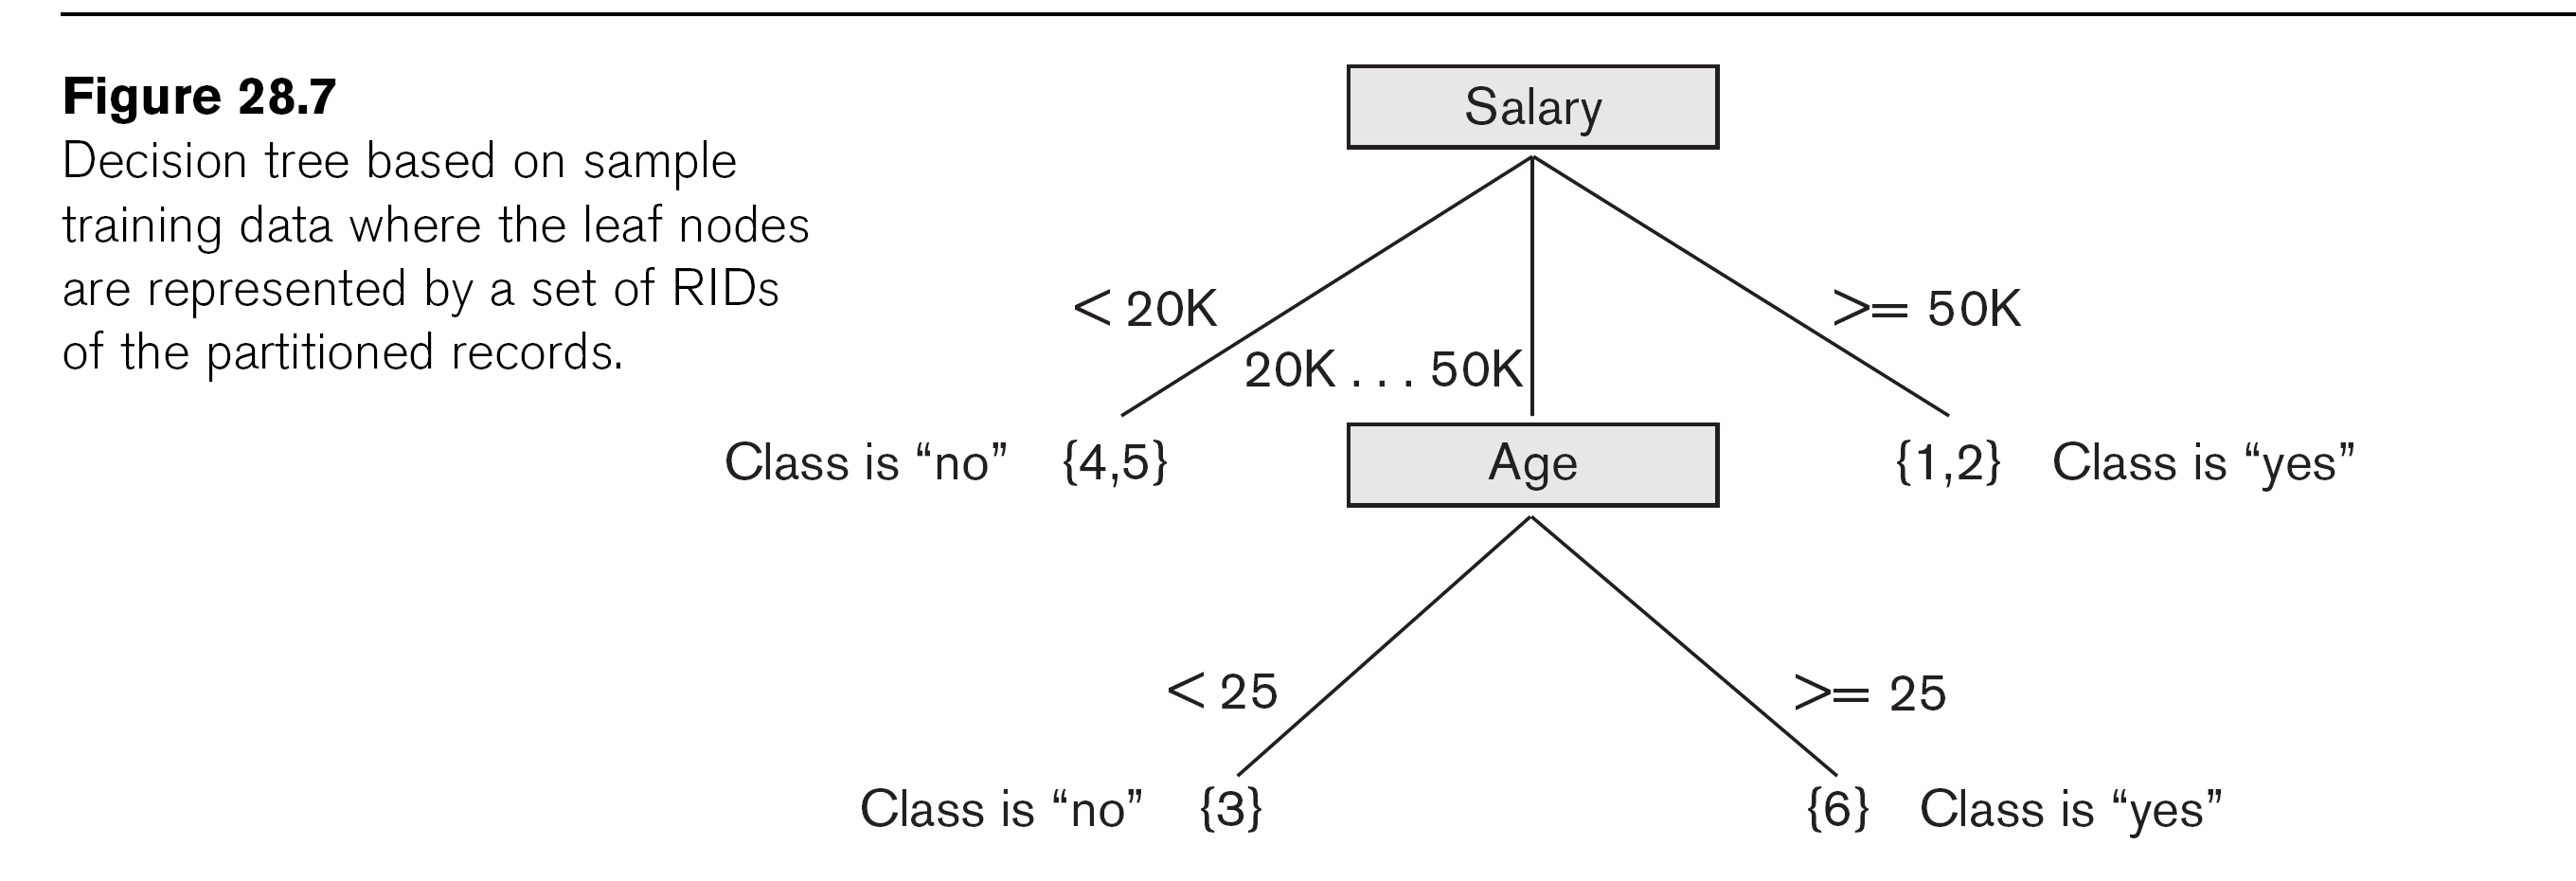 Figure 28.7
Decision tree based on sample
training data where the leaf nodes
are represented by a set of RIDs
of the partitioned records.
Salary
< 20K
20K . . . 50K
>= 50K
Class is “no” {4,5}
Age
{1,2} Class is “yes”
< 25
>= 25
Class is “no” {3}
{6} Class is “yes”